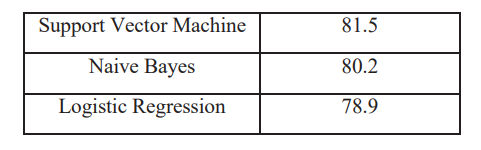 Support Vector Machine 81.5
Naive Bayes 80.2
Logistic Regression 78.9